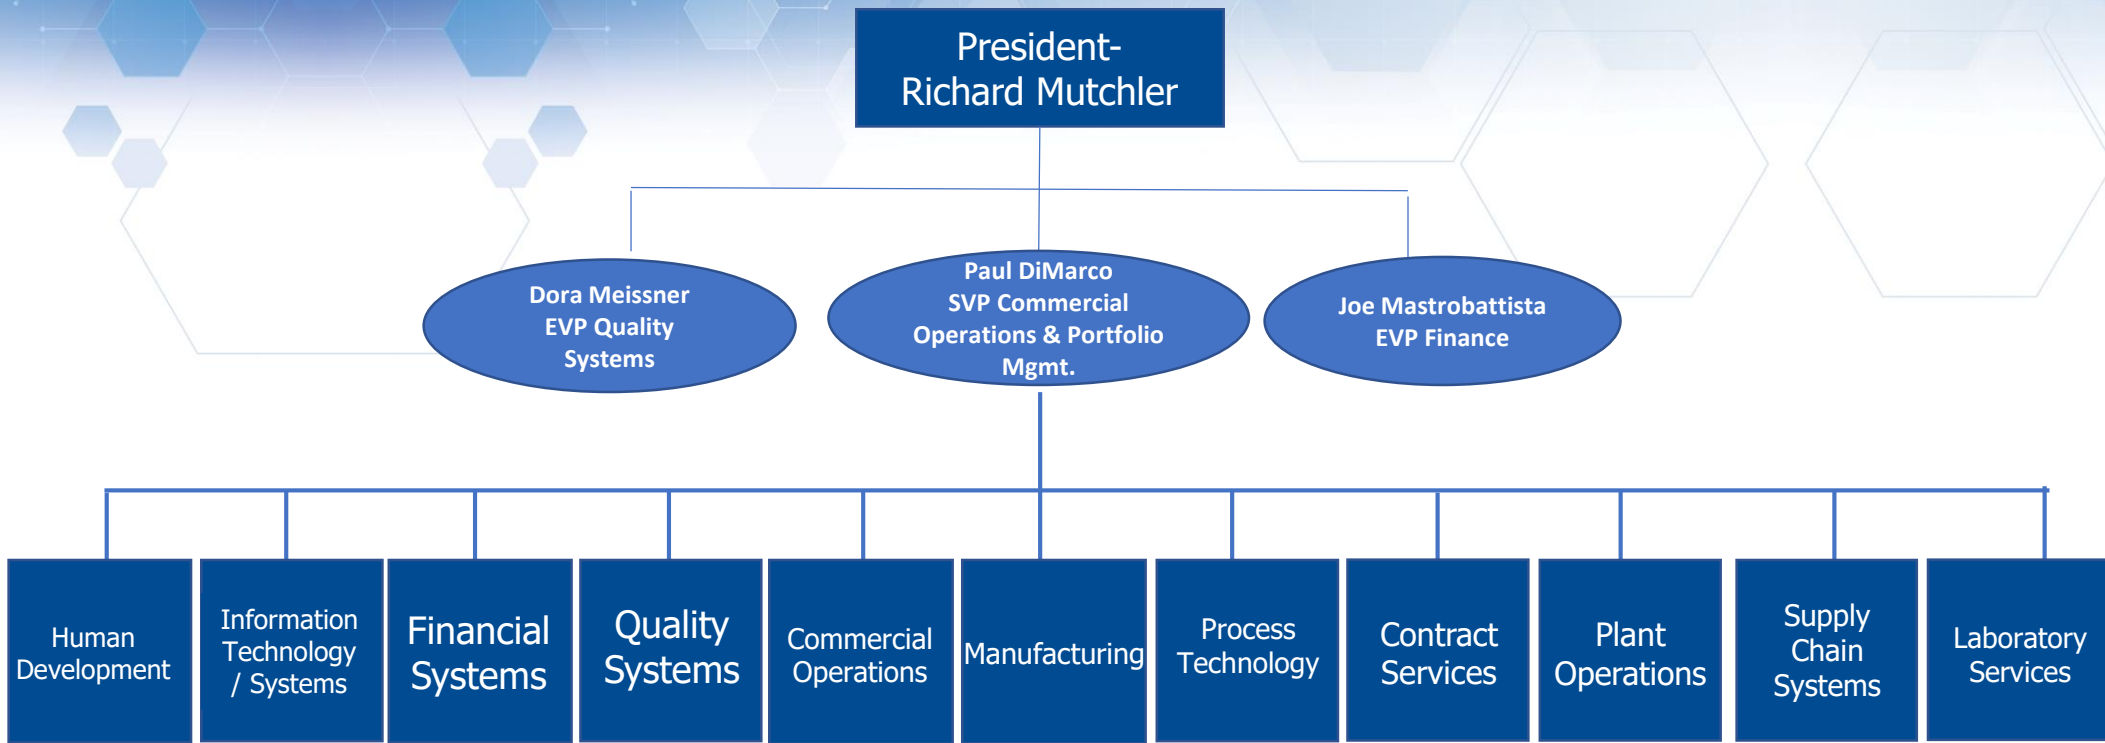 President-
Richard Mutchler
Dora Meissner
EVP Quality
Systems
Paul DiMarco
SVP Commercial
Operations & Portfolio
Mgmt.
Joe Mastrobattista
EVP Finance
Human
Development
Information
Technology
/ Systems
Financial
Systems
Quality
Systems
Commercial
Operations
Manufacturing
Process
Technology
Contract
Services
Plant
Operations
Supply
Chain
Systems
Laboratory
Services